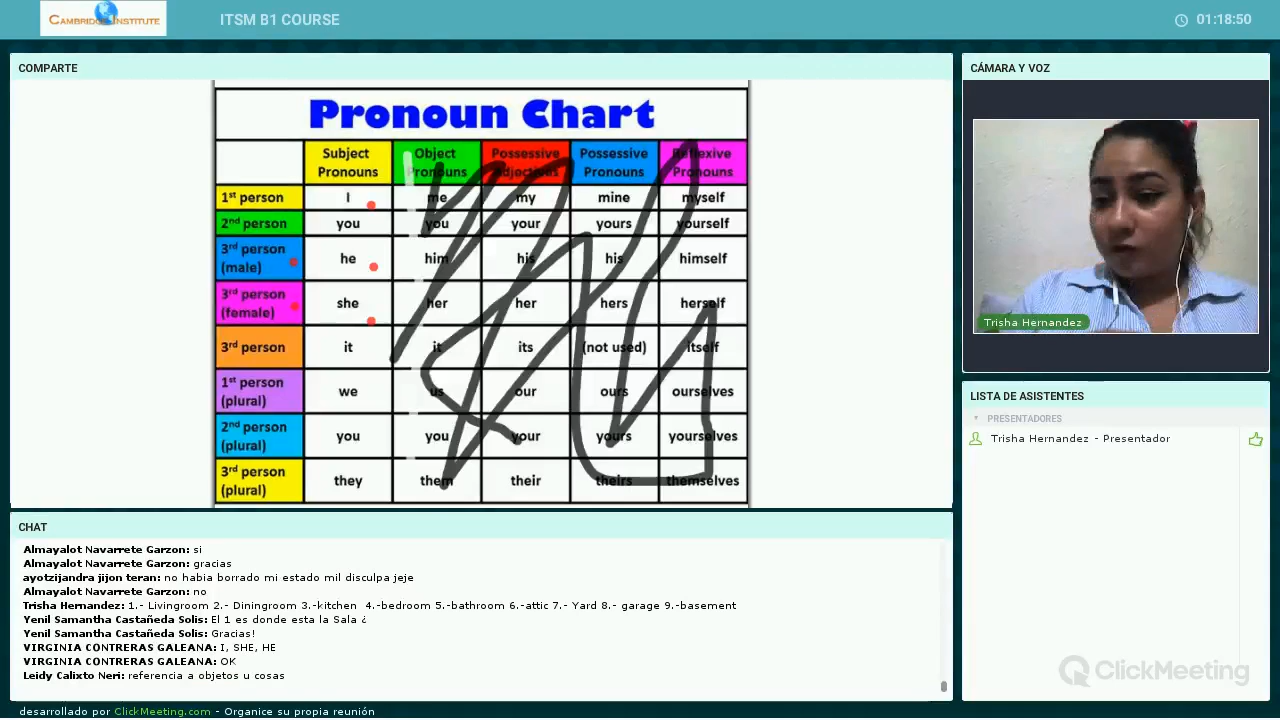 CAMBRIDGE INSTITUTE
ITSM B1 COURSE
01:18:50
COMPARTE
Pronoun Chart
Subject Pronouns Object Pronouns Possessive Adjectives Possessive Pronouns Reflexive Pronouns
1st person I me my mine myself
2nd person you you your yours yourself
3rd person (male) he him his his himself
3rd person (female) she her her hers herself
3rd person it it its (not used) itself
1st person (plural) we us our ours ourselves
2nd person (plural) you you your yours yourselves
3rd person (plural) they them their theirs themselves
CÁMARA Y VOZ
Trisha Hernandez
LISTA DE ASISTENTES
PRESENTADORES
Trisha Hernandez - Presentador
ClickMeeting
CHAT
Almayalot Navarrete Garzon: si
Almayalot Navarrete Garzon: gracias
ayotzijandra jijon teran: no habia borrado mi estado mil disculpa jeje
Almayalot Navarrete Garzon: no
Trisha Hernandez: 1.- Livingroom 2.- Diningroom 3.-kitchen 4.-bedroom 5.-bathroom 6.-attic 7.- Yard 8.- garage 9.-basement
Yenil Samantha Castañeda Solis: El 1 es donde esta la Sala ¿
Yenil Samantha Castañeda Solis: Gracias!
VIRGINIA CONTRERAS GALEANA: I, SHE, HE
VIRGINIA CONTRERAS GALEANA: OK
Leidy Calixto Neri: referencia a objetos u cosas
desarrollado por ClickMeeting.com - Organice su propia reunión